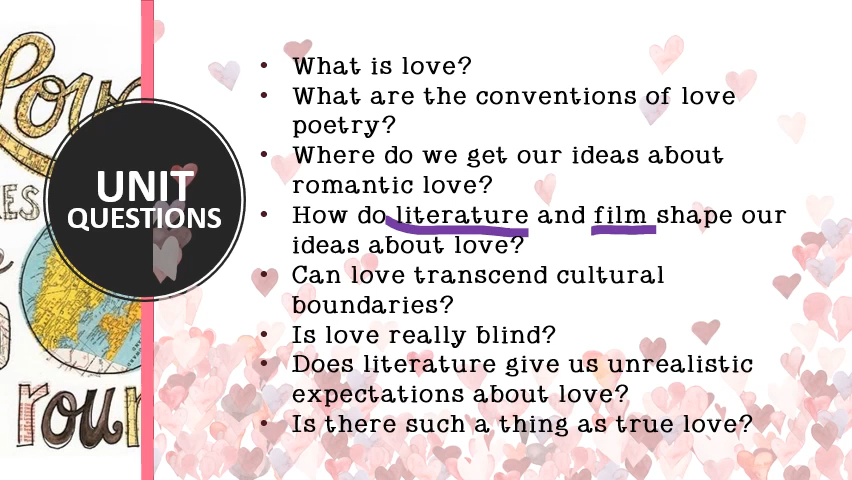 Love
UNIT
QUESTIONS
• What is love?
• What are the conventions of love
poetry?
• Where do we get our ideas about
romantic love?
• How do literature and film shape our
ideas about love?
• Can love transcend cultural
boundaries?
• Is love really blind?
• Does literature give us unrealistic
expectations about love?
• Is there such a thing as true love?